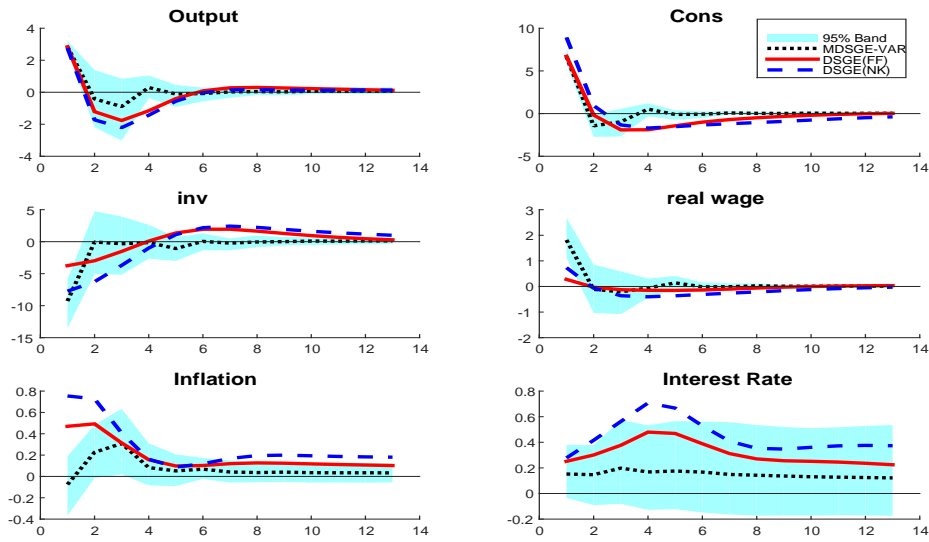 Output
4
2
0
-2
-4
0 2 4 6 8 10 12 14
Cons
10
5
0
-5
0 2 4 6 8 10 12 14
95% Band
MDSGE-VAR
DSGE(FF)
DSGE(NK)
inv
5
0
-5
-10
-15
0 2 4 6 8 10 12 14
real wage
3
2
1
0
-1
-2
0 2 4 6 8 10 12 14
Inflation
0.8
0.6
0.4
0.2
0
-0.2
-0.4
0 2 4 6 8 10 12 14
Interest Rate
0.8
0.6
0.4
0.2
0
-0.2
0 2 4 6 8 10 12 14